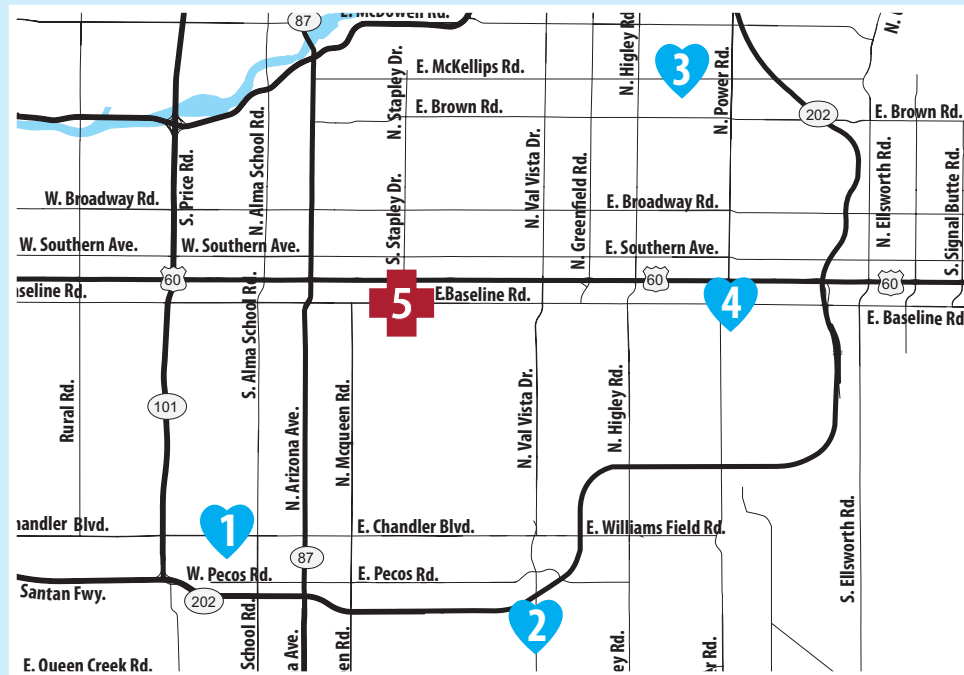 87
E. McDowell Rd.
N. Higley Rd.
E. McKellips Rd.
3
N. Stapley Dr.
E. Brown Rd.
N. Power Rd.
202
E. Brown Rd.
N. Alma School Rd.
S. Price Rd.
N. Val Vista Dr.
N. Greenfield Rd.
N. Ellsworth Rd.
S. Signal Butte Rd.
W. Broadway Rd.
E. Broadway Rd.
S. Stapley Dr.
W. Southern Ave.
W. Southern Ave.
E. Southern Ave.
60
60
60
aseline Rd.
5
E.Baseline Rd.
4
E. Baseline Rd
S. Alma School Rd.
101
Rural Rd.
N. Arizona Ave.
N. Mcqueen Rd.
N. Val Vista Dr.
N. Higley Rd.
S. Ellsworth Rd.
handler Blvd.
1
E. Chandler Blvd.
E. Williams Field Rd.
87
W. Pecos Rd.
E. Pecos Rd.
Santan Fwy.
202
2
School Rd.
a Ave.
en Rd.
ey Rd.
er Rd.
E. Queen Creek Rd.